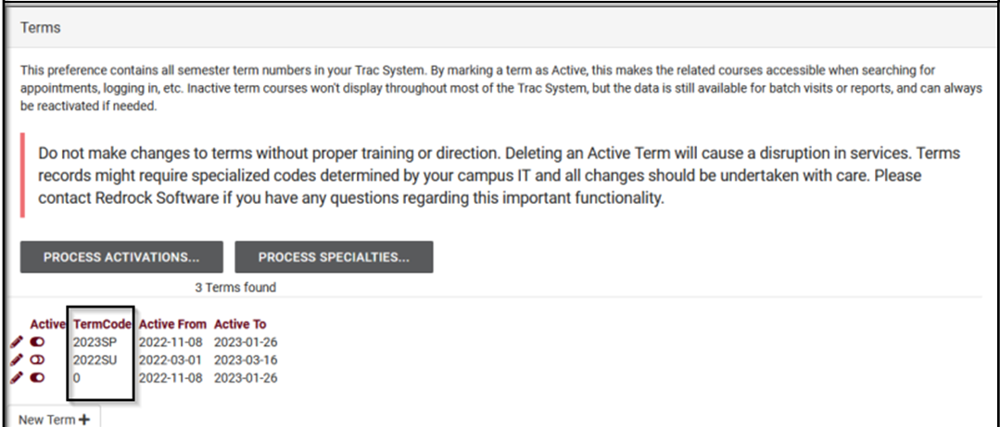 Terms
This preference contains all semester term numbers in your Trac System. By marking a term as Active, this makes the related courses accessible when searching for
appointments, logging in, etc. Inactive term courses won't display throughout most of the Trac System, but the data is still available for batch visits or reports, and can always
be reactivated if needed.
Do not make changes to terms without proper training or direction. Deleting an Active Term will cause a disruption in services. Terms
records might require specialized codes determined by your campus IT and all changes should be undertaken with care. Please
contact Redrock Software if you have any questions regarding this important functionality.
PROCESS ACTIVATIONS... PROCESS SPECIALTIES...
3 Terms found
Active TermCode Active From Active To
2023SP 2022-11-08 2023-01-26
2022SU 2022-03-01 2023-03-16
0 2022-11-08 2023-01-26
New Term +